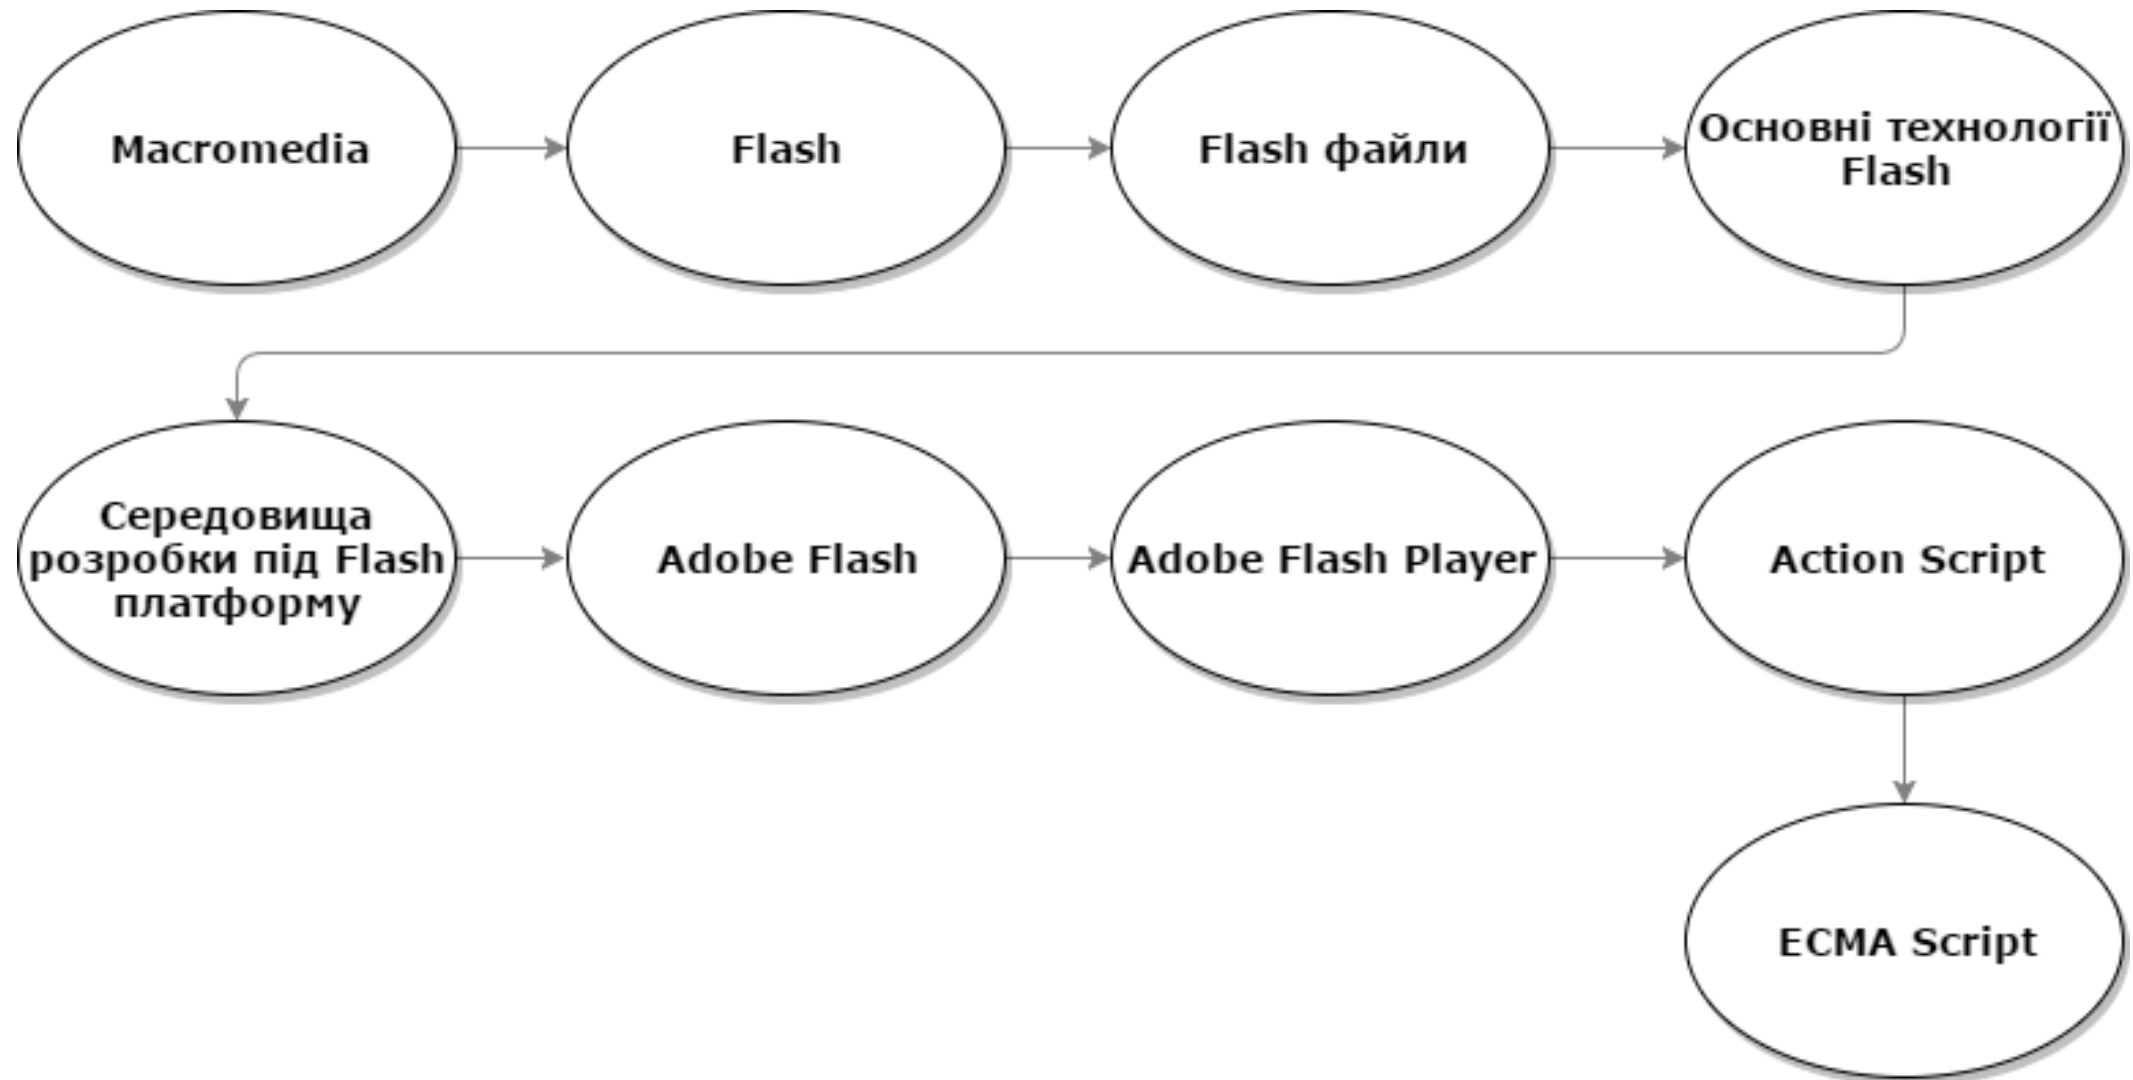 Macromedia
Flash
Flash файли
Основні технології
Flash
Середовища
розробки під Flash
платформу
Adobe Flash
Adobe Flash Player
Action Script
ECMA Script